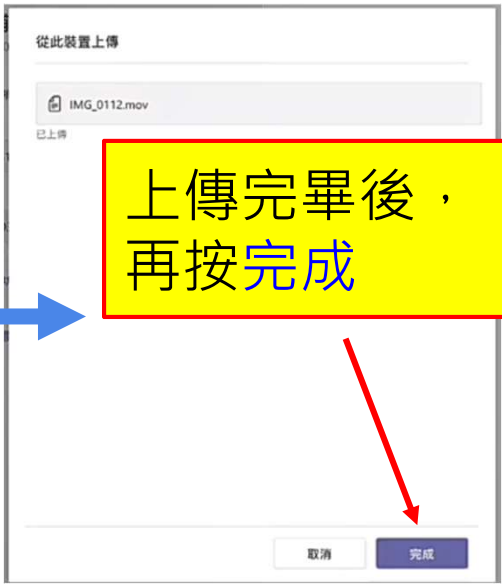 從此裝置上傳
IMG_0112.mov
已上傳
上傳完畢後，
再按完成
取消
完成